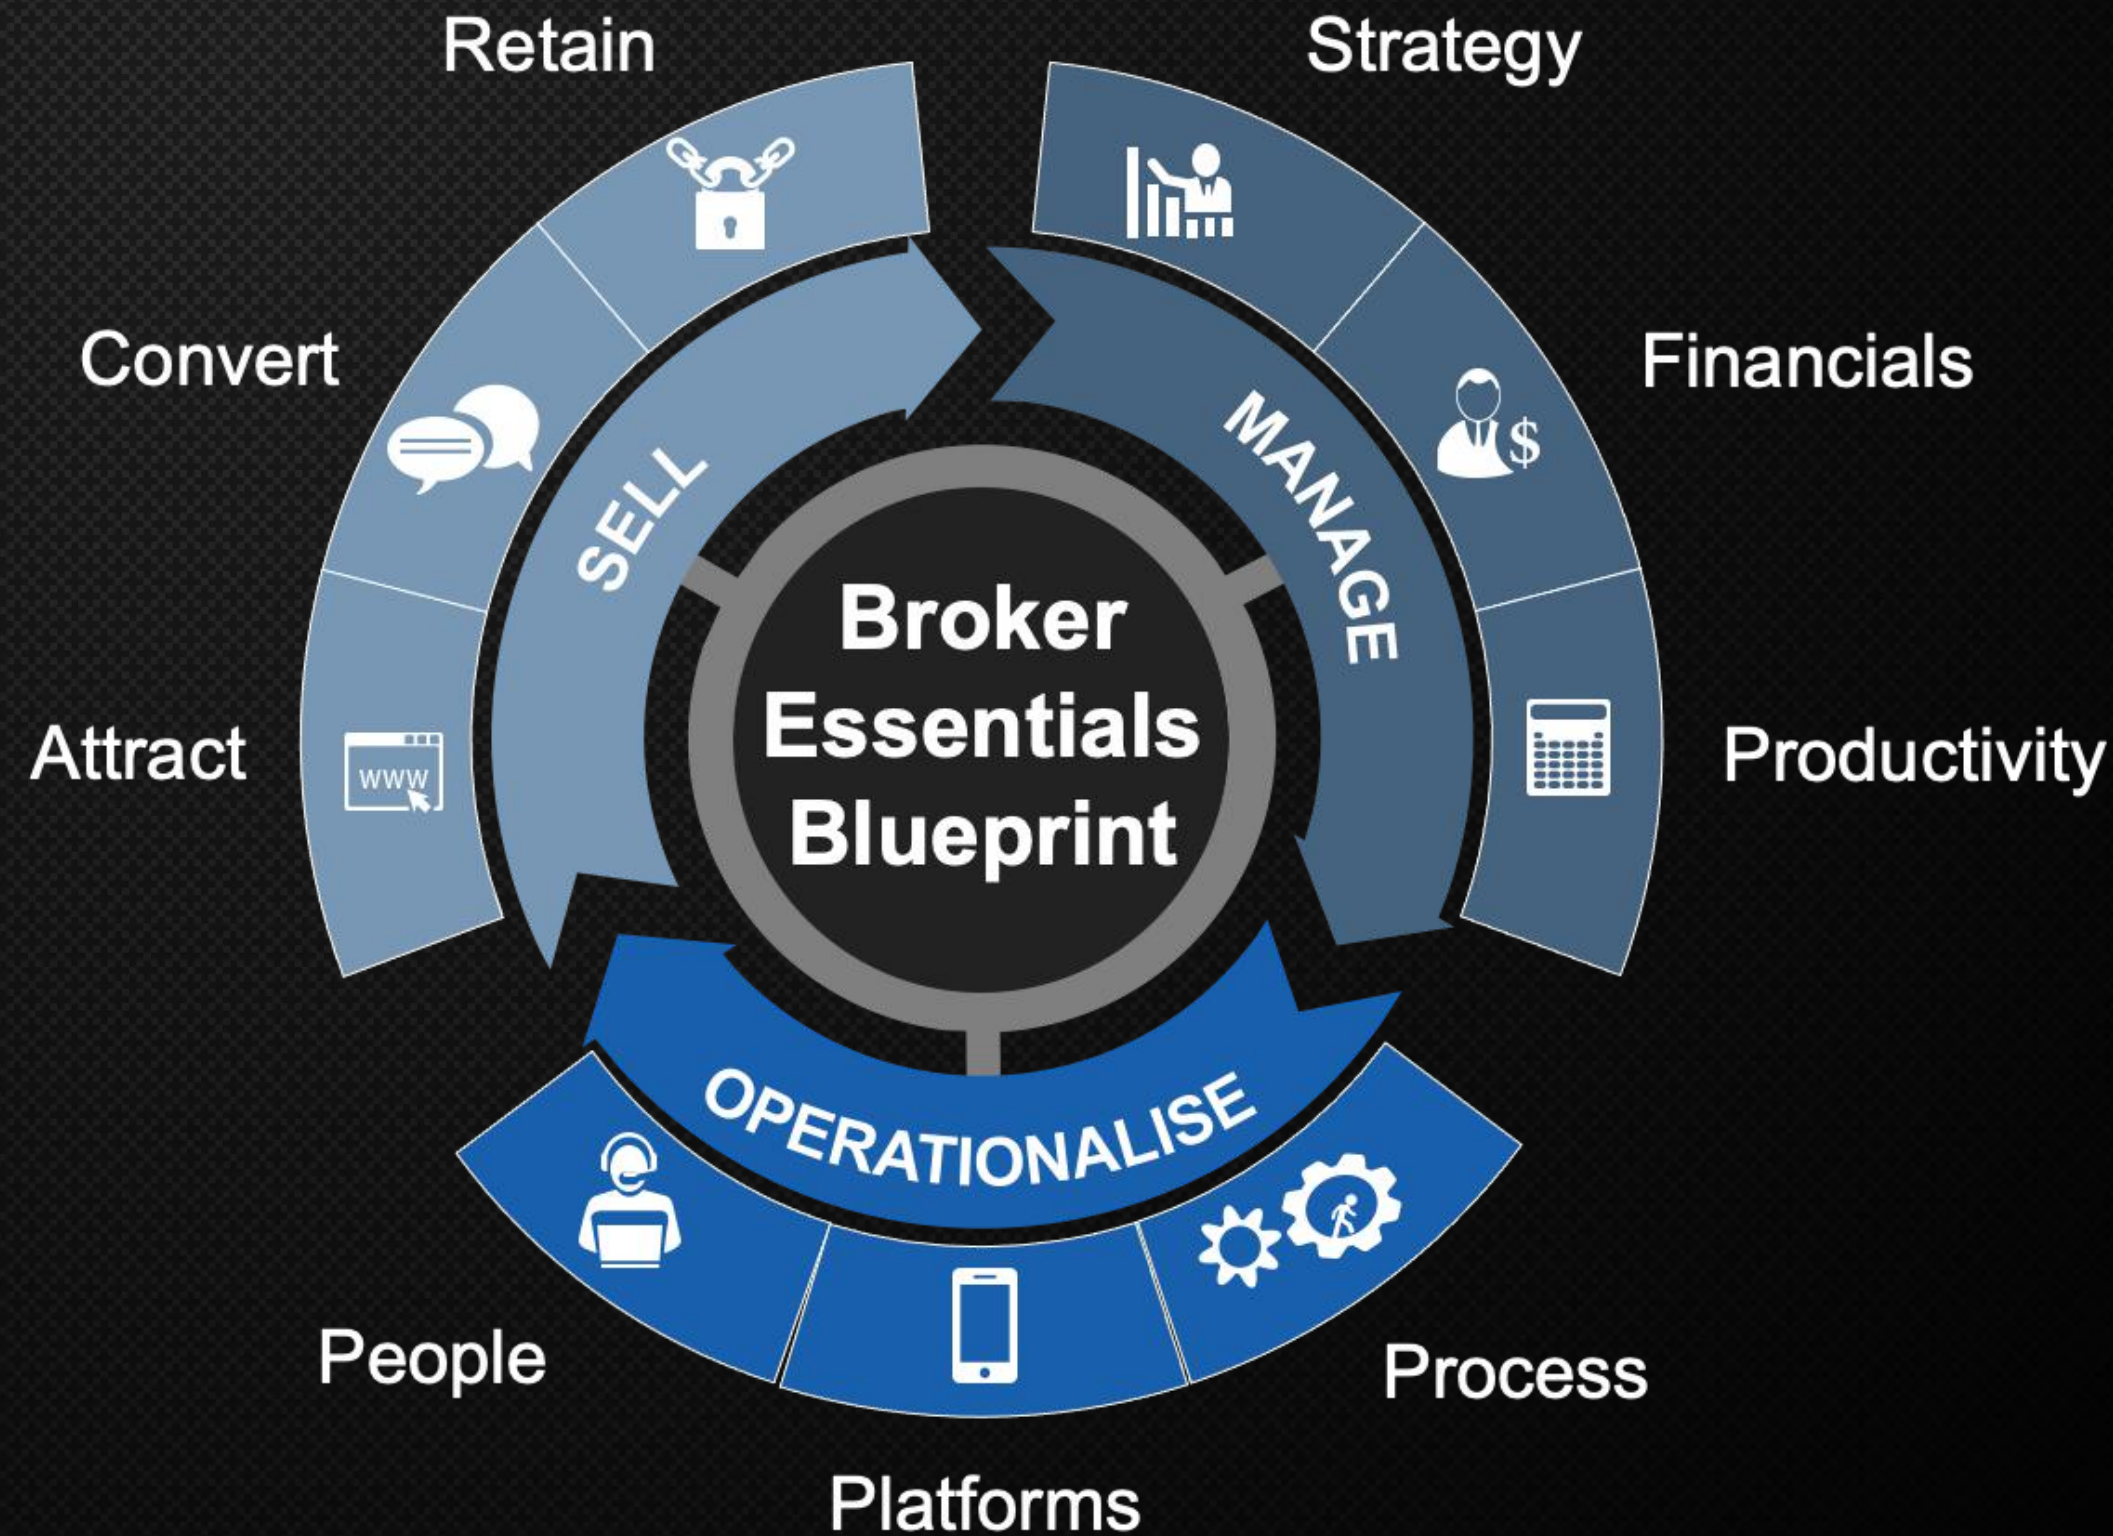 Retain
Strategy
Convert
Financials
SELL
MANAGE
Broker
Essentials
Blueprint
Attract
www
$
Productivity
OPERATIONALISE
People
Process
Platforms